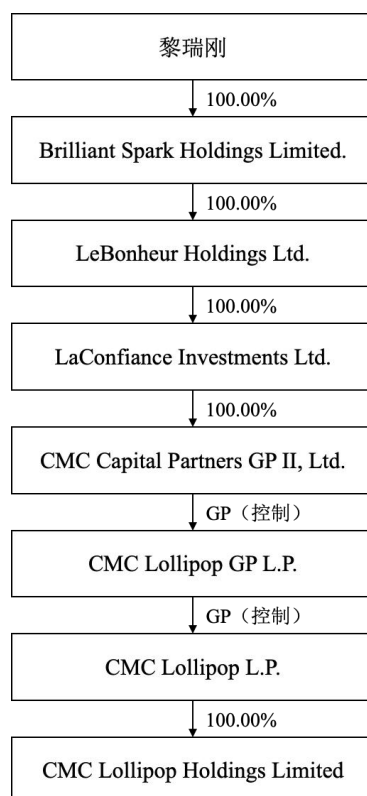 黎瑞刚
100.00%
Brilliant Spark Holdings Limited.
100.00%
LeBonheur Holdings Ltd.
100.00%
LaConfiance Investments Ltd.
100.00%
CMC Capital Partners GP II, Ltd.
GP（控制）
CMC Lollipop GP L.P.
GP（控制）
CMC Lollipop L.P.
100.00%
CMC Lollipop Holdings Limited